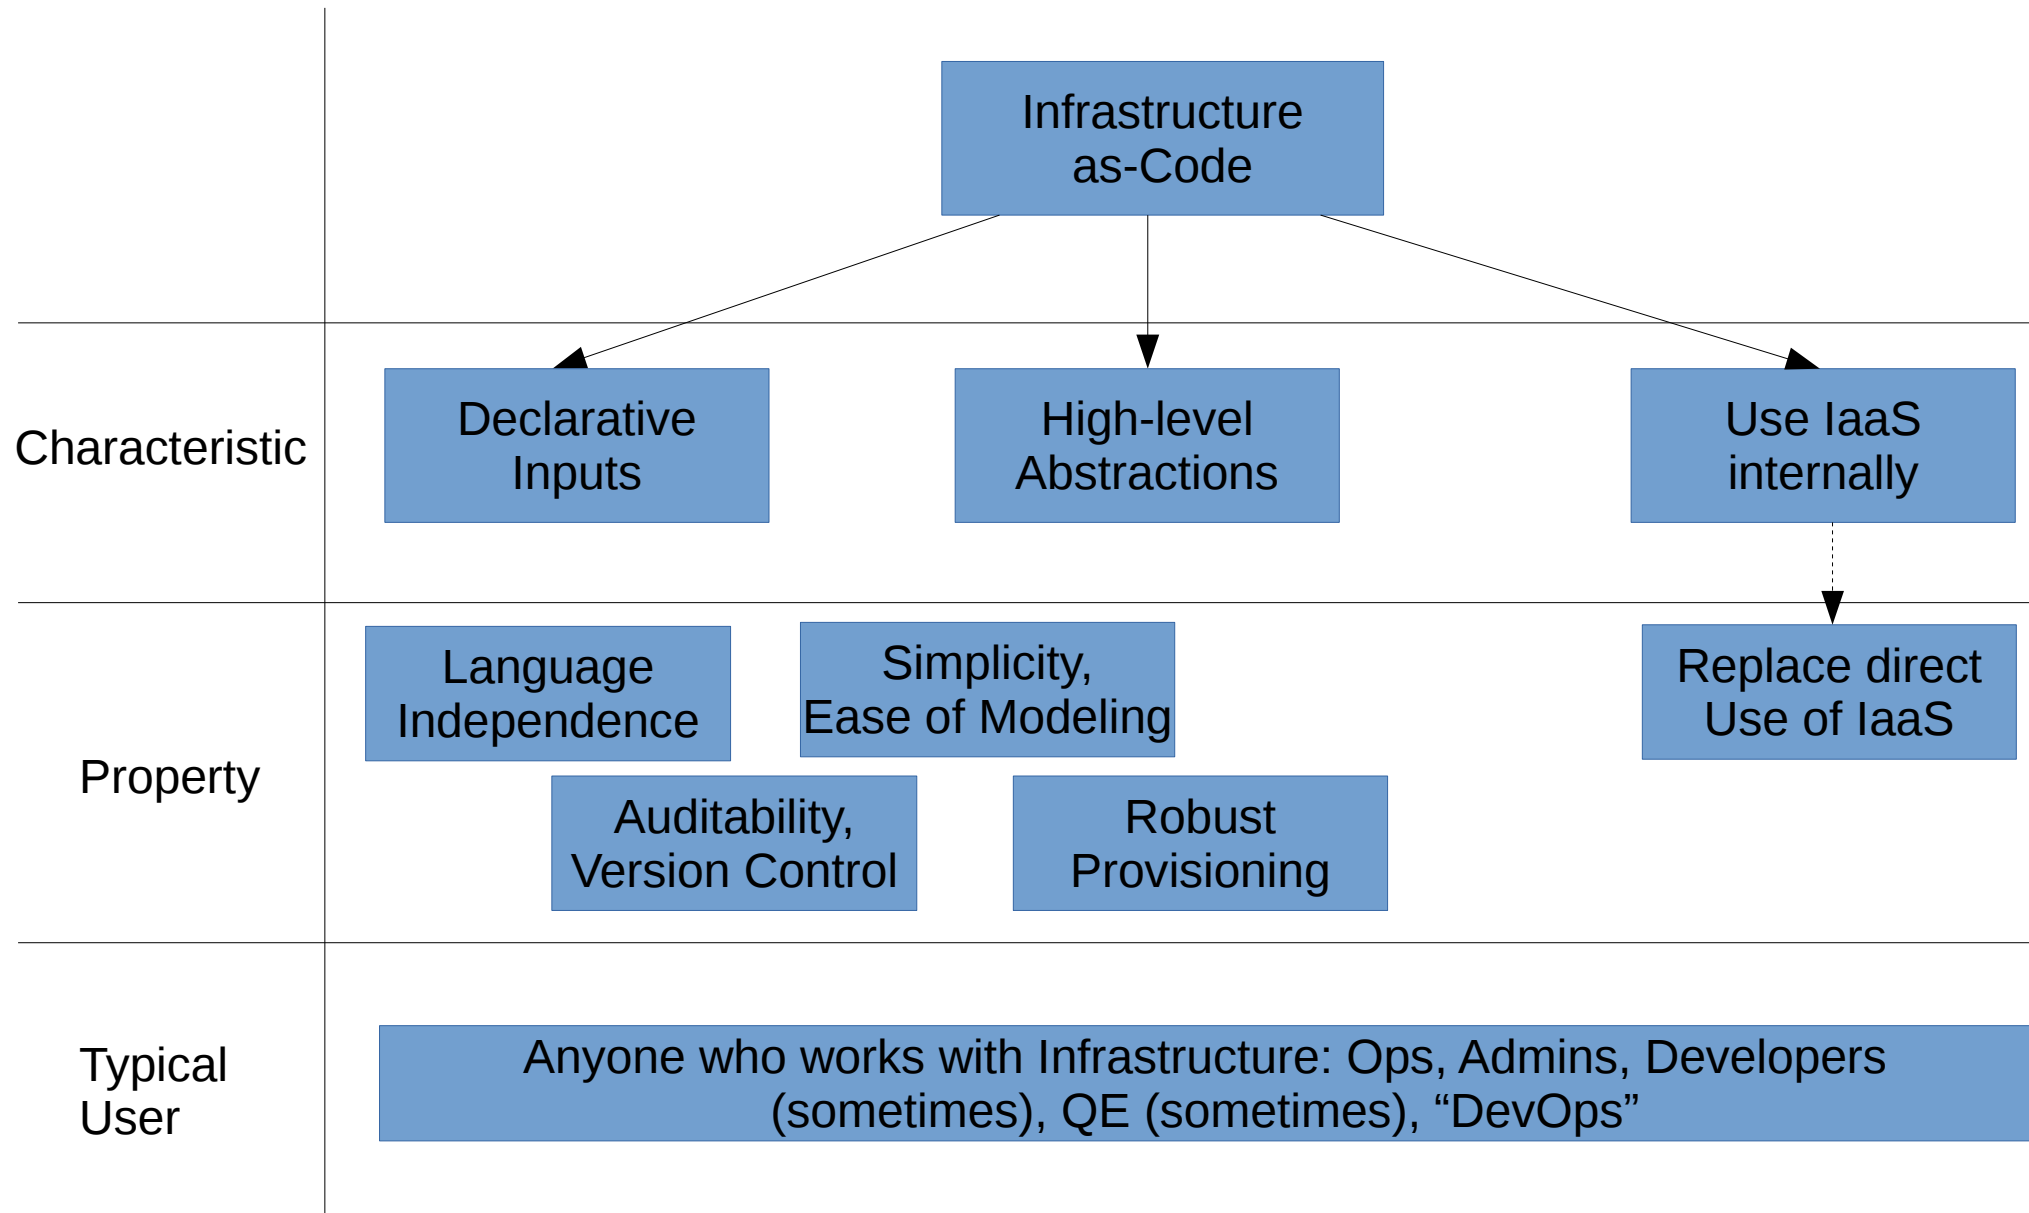 Infrastructure
as-Code
Characteristic
Declarative
Inputs
High-level
Abstractions
Use IaaS
internally
Property
Language
Independence
Simplicity,
Ease of Modeling
Replace direct
Use of IaaS
Auditability,
Version Control
Robust
Provisioning
Typical
User
Anyone who works with Infrastructure: Ops, Admins, Developers
(sometimes), QE (sometimes), “DevOps”